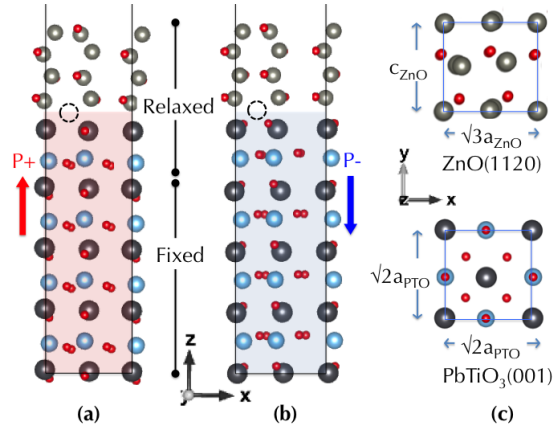 P+
Relaxed
Fixed
P-
z
y
x
(a)
(b)
c_ZnO
√3a_ZnO
ZnO(1120)
y
z
x
√2a_PTO
√2a_PTO
PbTiO₃(001)
(c)